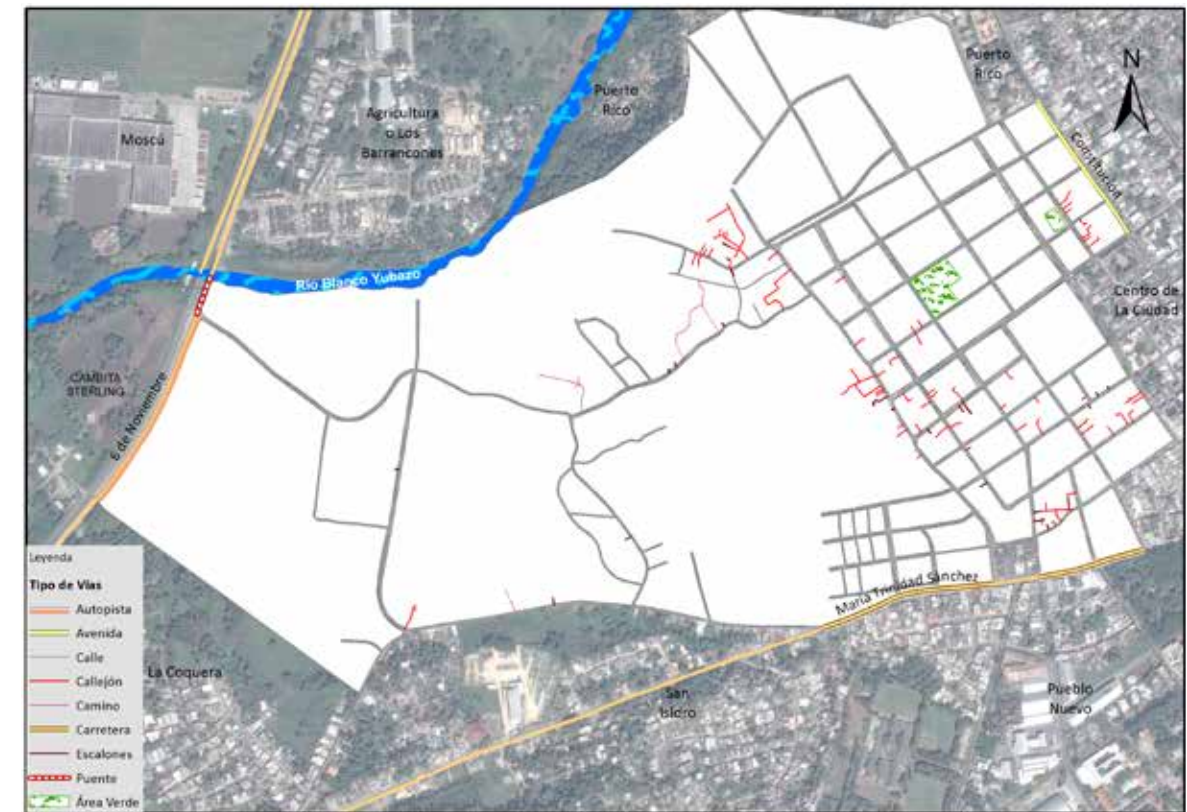 Moscú
Agricultura
o Los
Barrancones
Puerto
Rico
Puerto
Rico
N
Constitución
Río Blanco Yubazo
Centro de
La Ciudad
CAMBITA
STERLING
6 de Noviembre
María Trinidad Sánchez
La Coquera
San
Isidro
Pueblo
Nuevo
Leyenda
Tipo de Vías
Autopista
Avenida
Calle
Callejón
Camino
Carretera
Escalones
Puente
Área Verde